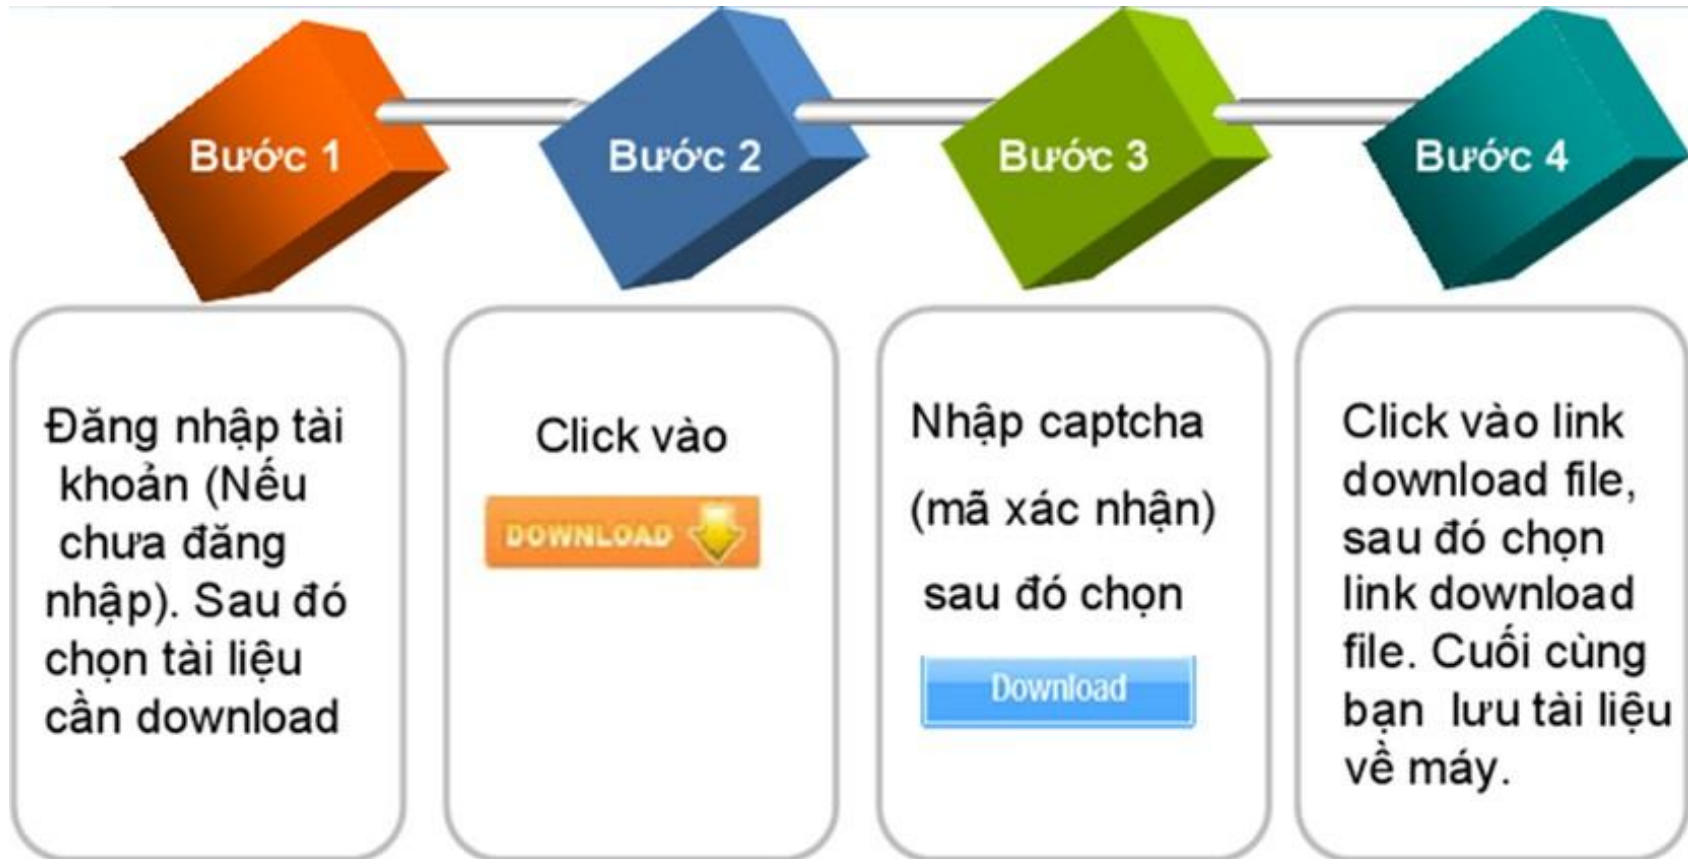 Bước 1
Bước 2
Bước 3
Bước 4
Đăng nhập tài
khoản (Nếu
chưa đăng
nhập). Sau đó
chọn tài liệu
cần download
Click vào
DOWNLOAD
Nhập captcha
(mã xác nhận)
sau đó chọn
Download
Click vào link
download file,
sau đó chọn
link download
file. Cuối cùng
bạn lưu tài liệu
về máy.